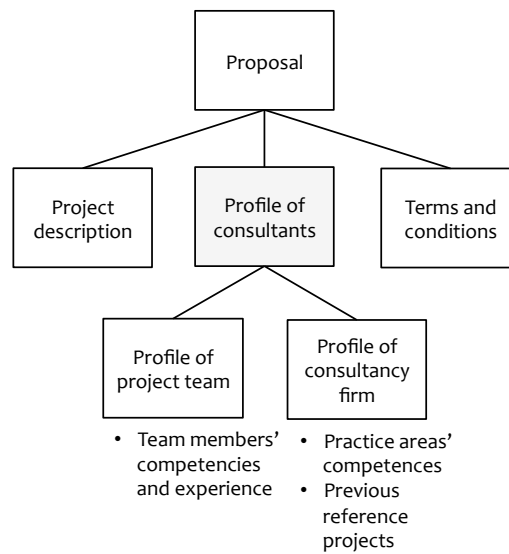 Proposal
Project
description
Profile of
consultants
Terms and
conditions
Profile of
project team
Profile of
consultancy
firm
• Team members’
competencies
and experience
• Practice areas’
competences
• Previous
reference
projects